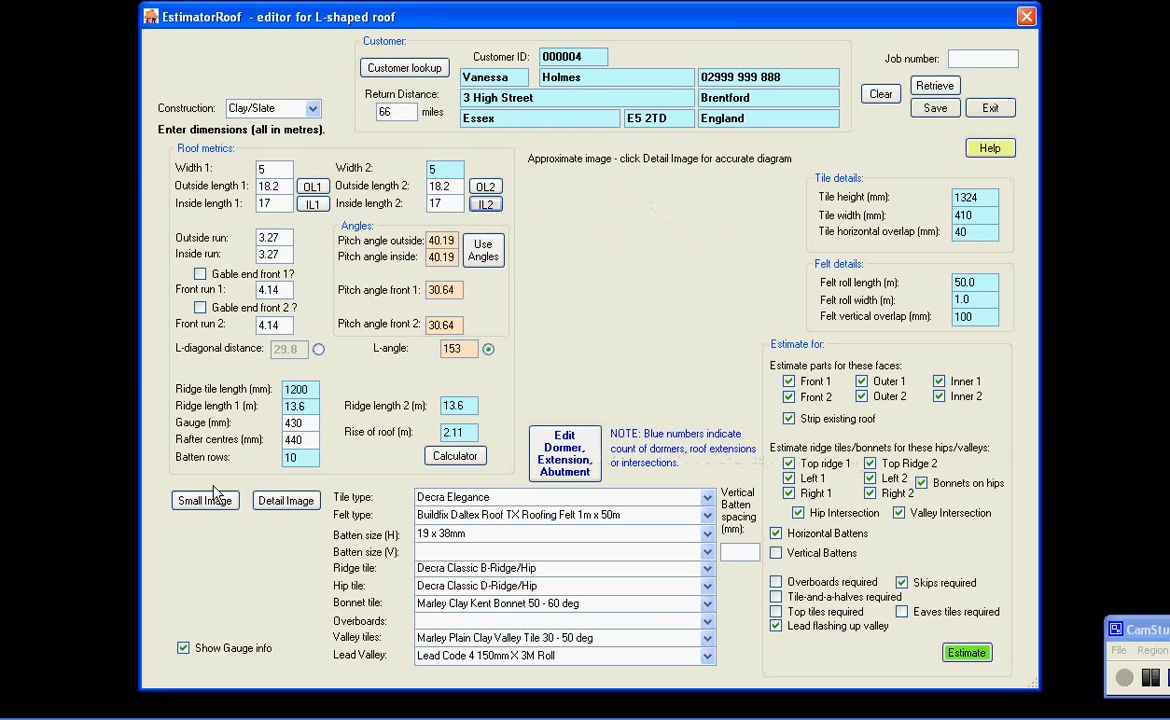 EstimatorRoof - editor for L-shaped roof
Customer:
Customer lookup
Customer ID: 000004
Job number:
Vanessa Holmes 02999 999 888
Return Distance:
66 miles
3 High Street Brentford
Essex E5 2TD England
Clear Retrieve
Save Exit
Help
Construction: Clay/Slate
Enter dimensions (all in metres).
Roof metrics:
Width 1: 5 Width 2: 5
Outside length 1: 18.2 OL1 Outside length 2: 18.2 OL2
Inside length 1: 17 IL1 Inside length 2: 17 IL2
Outside run: 3.27
Inside run: 3.27
Gable end front 1?
Front run 1: 4.14
Gable end front 2 ?
Front run 2: 4.14
Angles:
Pitch angle outside: 40.19
Pitch angle inside: 40.19
Use Angles
Pitch angle front 1: 30.64
Pitch angle front 2: 30.64
L-diagonal distance: 29.8 L-angle: 153
Ridge tile length (mm): 1200
Ridge length 1 (m): 13.6 Ridge length 2 (m): 13.6
Gauge (mm): 430
Rafter centres (mm): 440 Rise of roof (m): 2.11
Batten rows: 10 Calculator
Approximate image - click Detail Image for accurate diagram
Tile details:
Tile height (mm): 1324
Tile width (mm): 410
Tile horizontal overlap (mm): 40
Felt details:
Felt roll length (m): 50.0
Felt roll width (m): 1.0
Felt vertical overlap (mm): 100
Edit
Dormer,
Extension,
Abutment
NOTE: Blue numbers indicate
count of dormers, roof extensions
or intersections.
Estimate for:
Estimate parts for these faces:
Front 1 Outer 1 Inner 1
Front 2 Outer 2 Inner 2
Strip existing roof
Estimate ridge tiles/bonnets for these hips/valleys:
Top ridge 1 Top Ridge 2
Left 1 Left 2 Bonnets on hips
Right 1 Right 2
Hip Intersection Valley Intersection
Horizontal Battens
Vertical Battens
Overboards required Skips required
Tile-and-a-halves required
Top tiles required Eaves tiles required
Lead flashing up valley
Estimate
Small Image Detail Image
Tile type: Decra Elegance
Felt type: Buildfix Daltex Roof TX Roofing Felt 1m x 50m
Batten size (H): 19 x 38mm
Batten size (V):
Ridge tile: Decra Classic B-Ridge/Hip
Hip tile: Decra Classic D-Ridge/Hip
Bonnet tile: Marley Clay Kent Bonnet 50 - 60 deg
Overboards:
Valley tiles: Marley Plain Clay Valley Tile 30 - 50 deg
Lead Valley: Lead Code 4 150mm X 3M Roll
Vertical
Batten
spacing
(mm):
Show Gauge info
CamStu
File Region